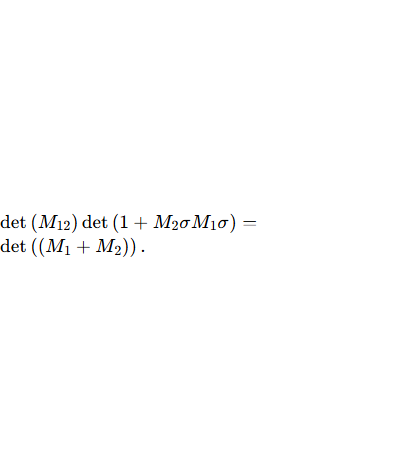 det (M₁₂) det (1 + M₂σM₁σ) =
det ((M₁ + M₂)) .